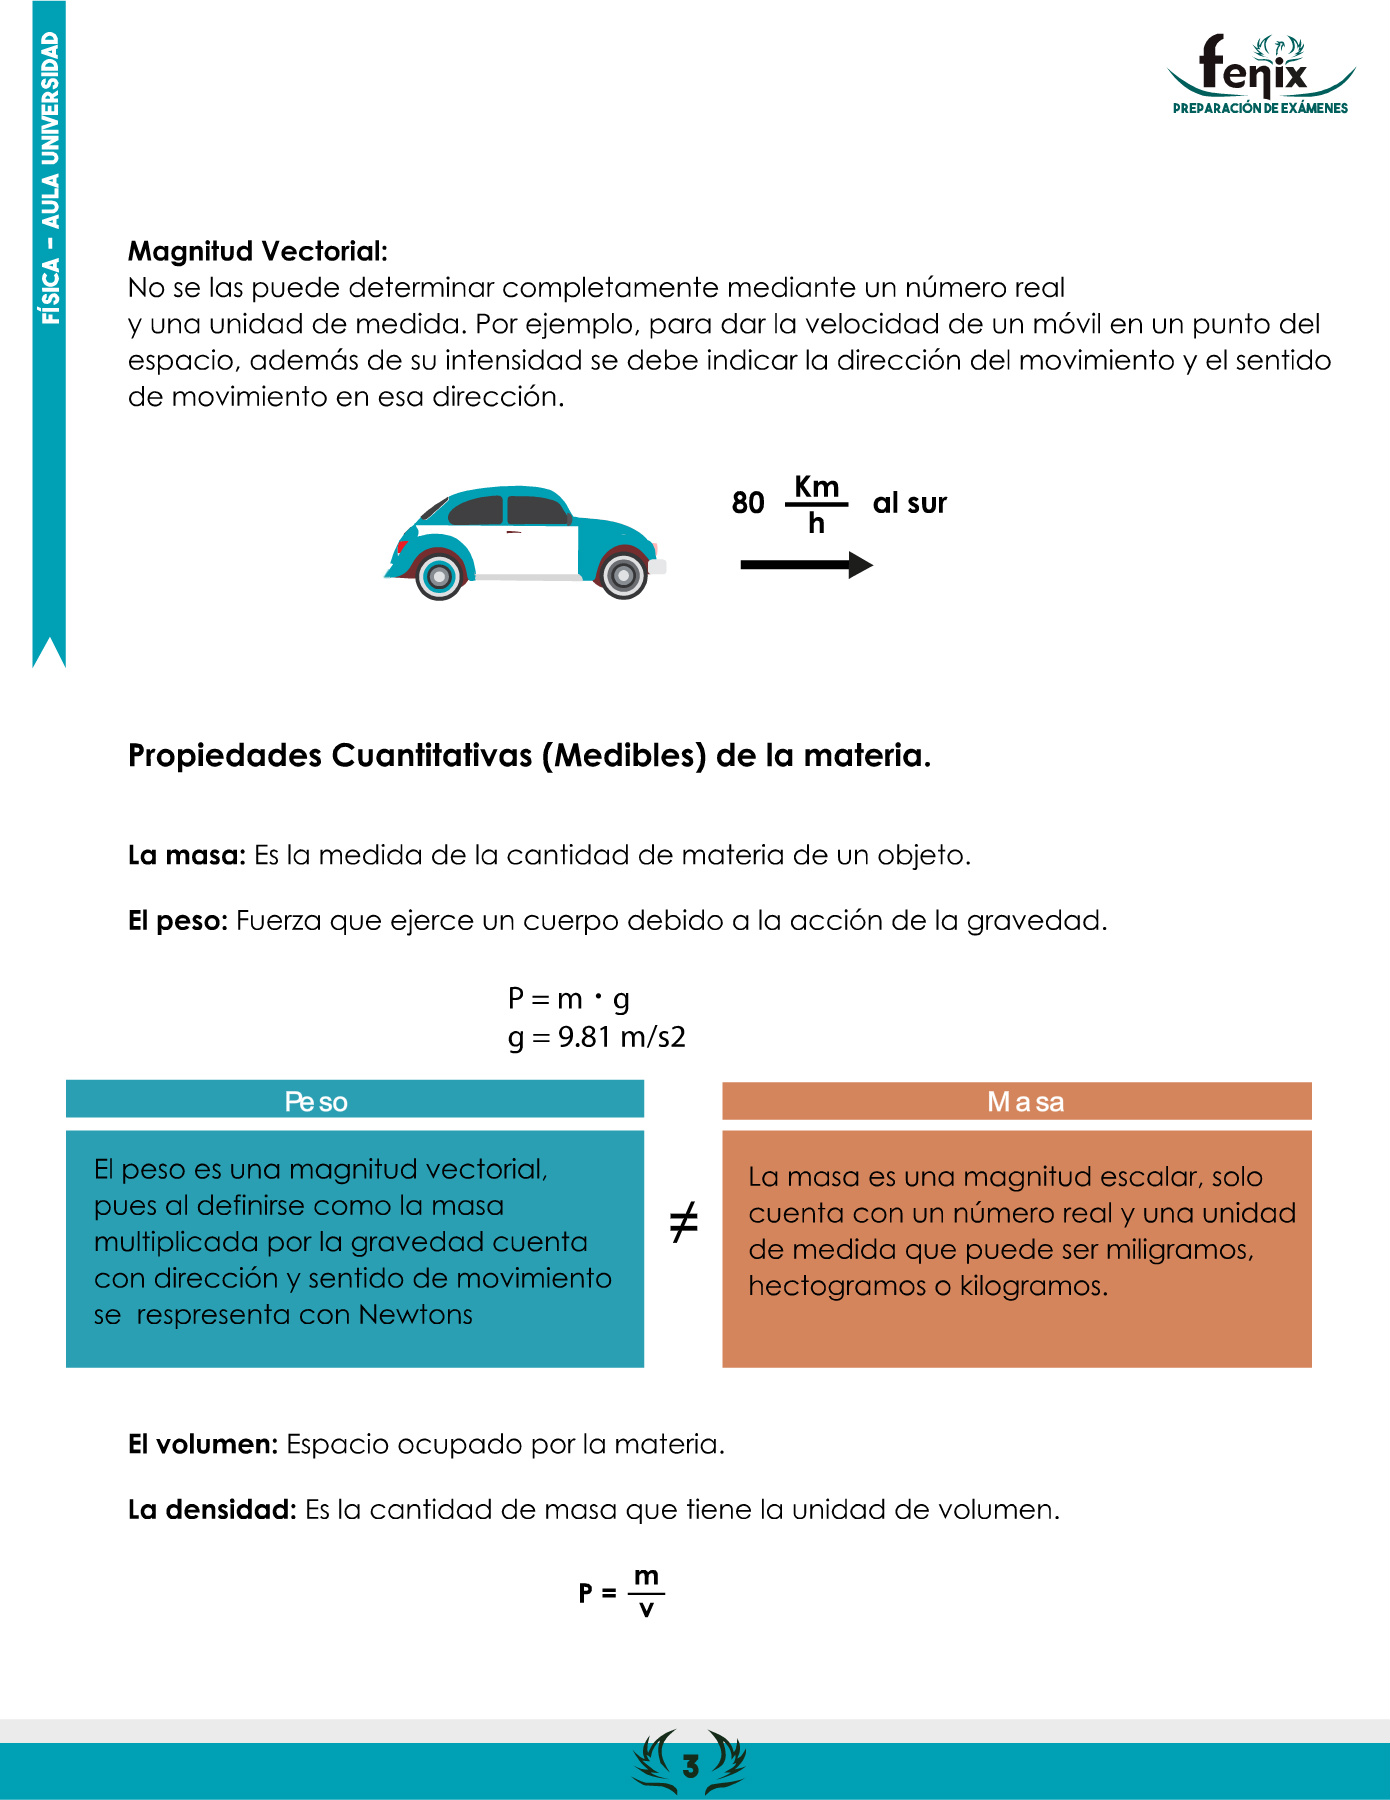 FÍSICA - AULA UNIVERSIDAD
fenix
PREPARACIÓN DE EXÁMENES
Magnitud Vectorial:
No se las puede determinar completamente mediante un número real
y una unidad de medida. Por ejemplo, para dar la velocidad de un móvil en un punto del
espacio, además de su intensidad se debe indicar la dirección del movimiento y el sentido
de movimiento en esa dirección.
80 Km/h al sur
Propiedades Cuantitativas (Medibles) de la materia.
La masa: Es la medida de la cantidad de materia de un objeto.
El peso: Fuerza que ejerce un cuerpo debido a la acción de la gravedad.
P = m · g
g = 9.81 m/s2
Peso
El peso es una magnitud vectorial,
pues al definirse como la masa
multiplicada por la gravedad cuenta
con dirección y sentido de movimiento
se respresenta con Newtons
≠
Masa
La masa es una magnitud escalar, solo
cuenta con un número real y una unidad
de medida que puede ser miligramos,
hectogramos o kilogramos.
El volumen: Espacio ocupado por la materia.
La densidad: Es la cantidad de masa que tiene la unidad de volumen.
P = m/v
3